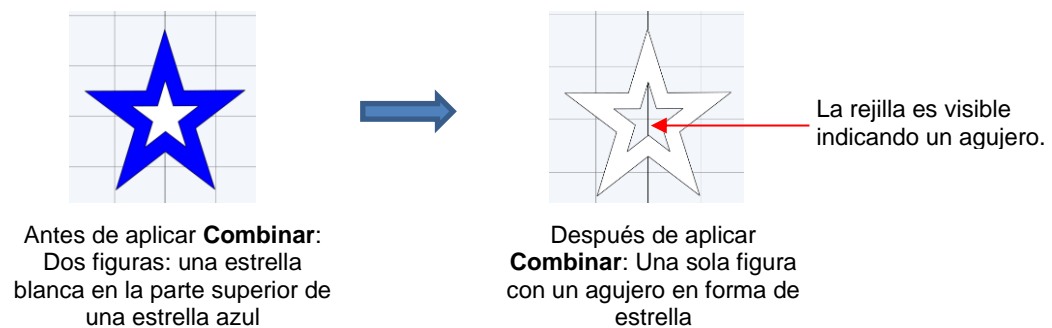 La rejilla es visible
indicando un agujero.
Antes de aplicar Combinar:
Dos figuras: una estrella
blanca en la parte superior de
una estrella azul
Después de aplicar
Combinar: Una sola figura
con un agujero en forma de
estrella